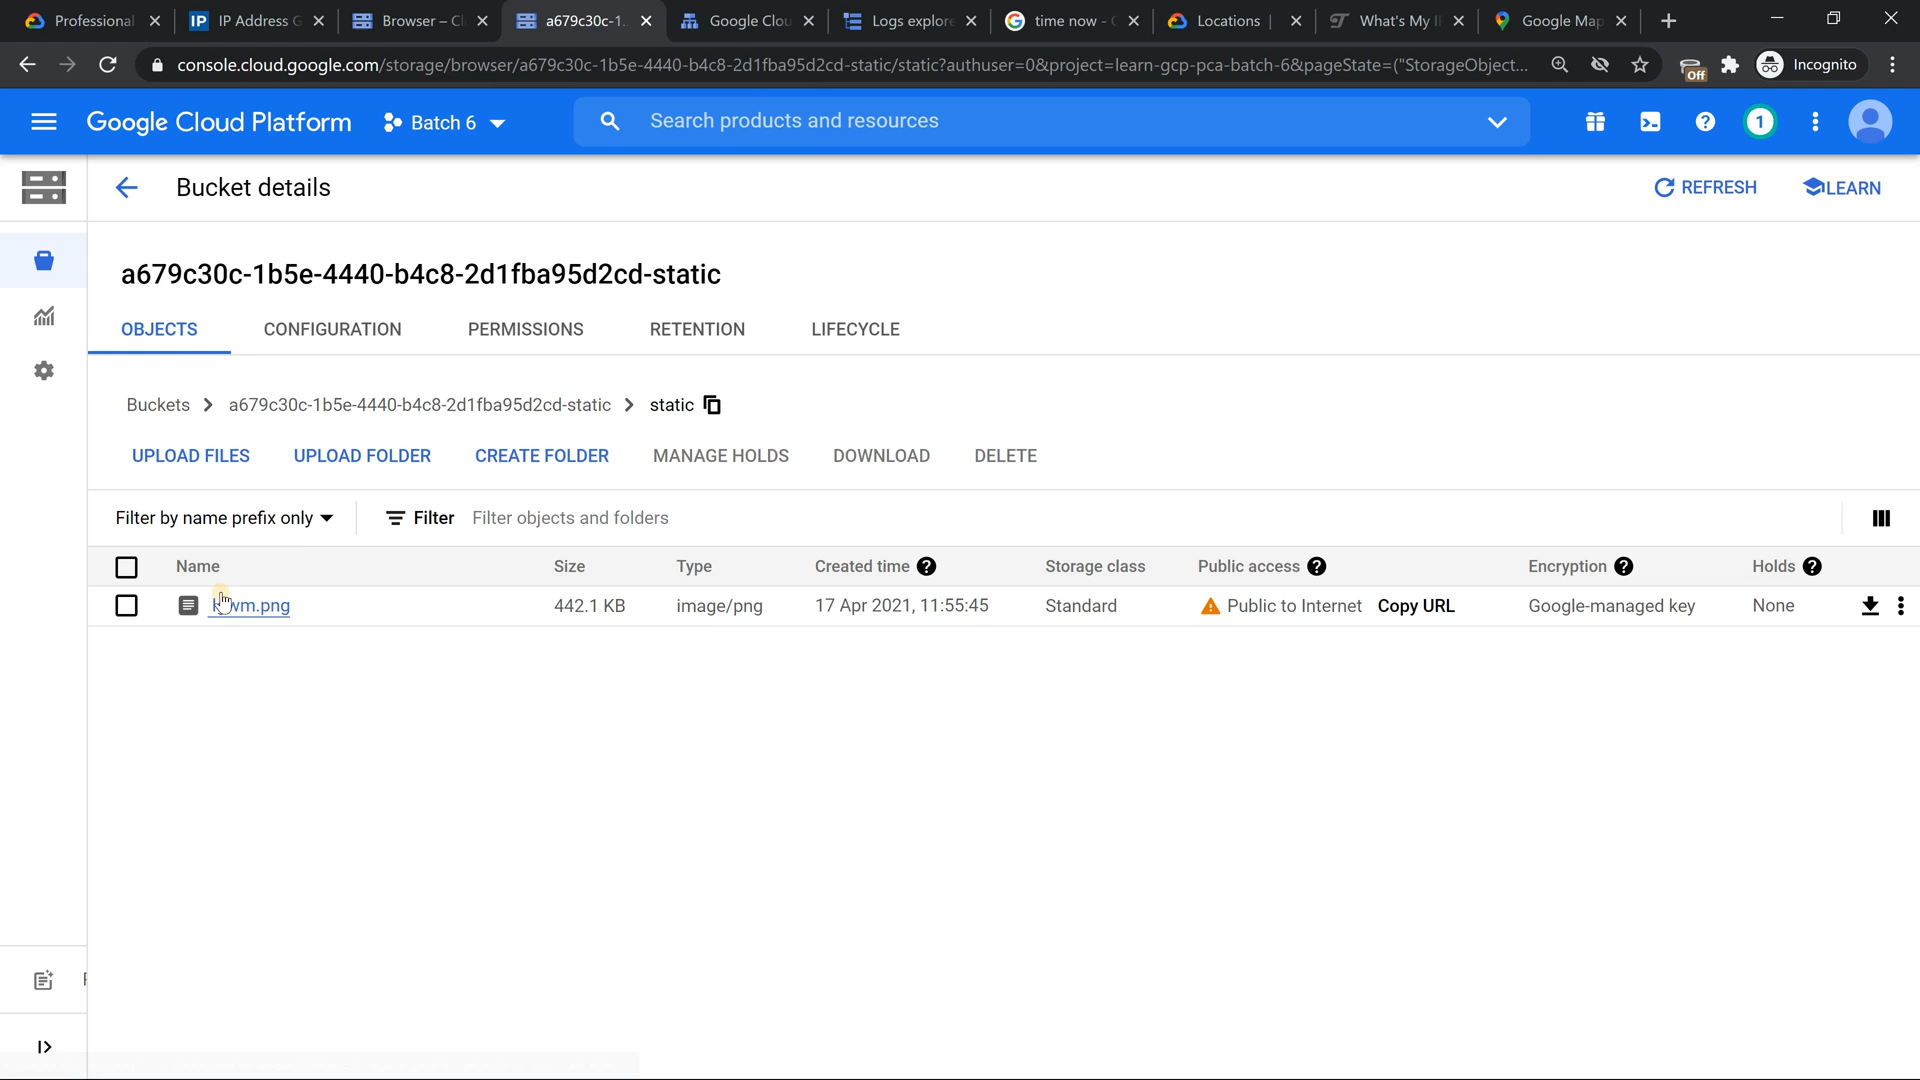 Professional
IP Address G
Browser – Cl
a679c30c-1
Google Clou
Logs explore
time now - G
Locations |
What's My I
Google Map
console.cloud.google.com/storage/browser/a679c30c-1b5e-4440-b4c8-2d1fba95d2cd-static/static?authuser=0&project=learn-gcp-pca-batch-6&pageState=("StorageObject...
Off
Incognito
Google Cloud Platform
Batch 6
Search products and resources
1
Bucket details
REFRESH
LEARN
a679c30c-1b5e-4440-b4c8-2d1fba95d2cd-static
OBJECTS CONFIGURATION PERMISSIONS RETENTION LIFECYCLE
Buckets > a679c30c-1b5e-4440-b4c8-2d1fba95d2cd-static > static
UPLOAD FILES UPLOAD FOLDER CREATE FOLDER MANAGE HOLDS DOWNLOAD DELETE
Filter by name prefix only Filter Filter objects and folders
Name Size Type Created time Storage class Public access Encryption Holds
442.1 KB image/png 17 Apr 2021, 11:55:45 Standard Public to Internet Copy URL Google-managed key None